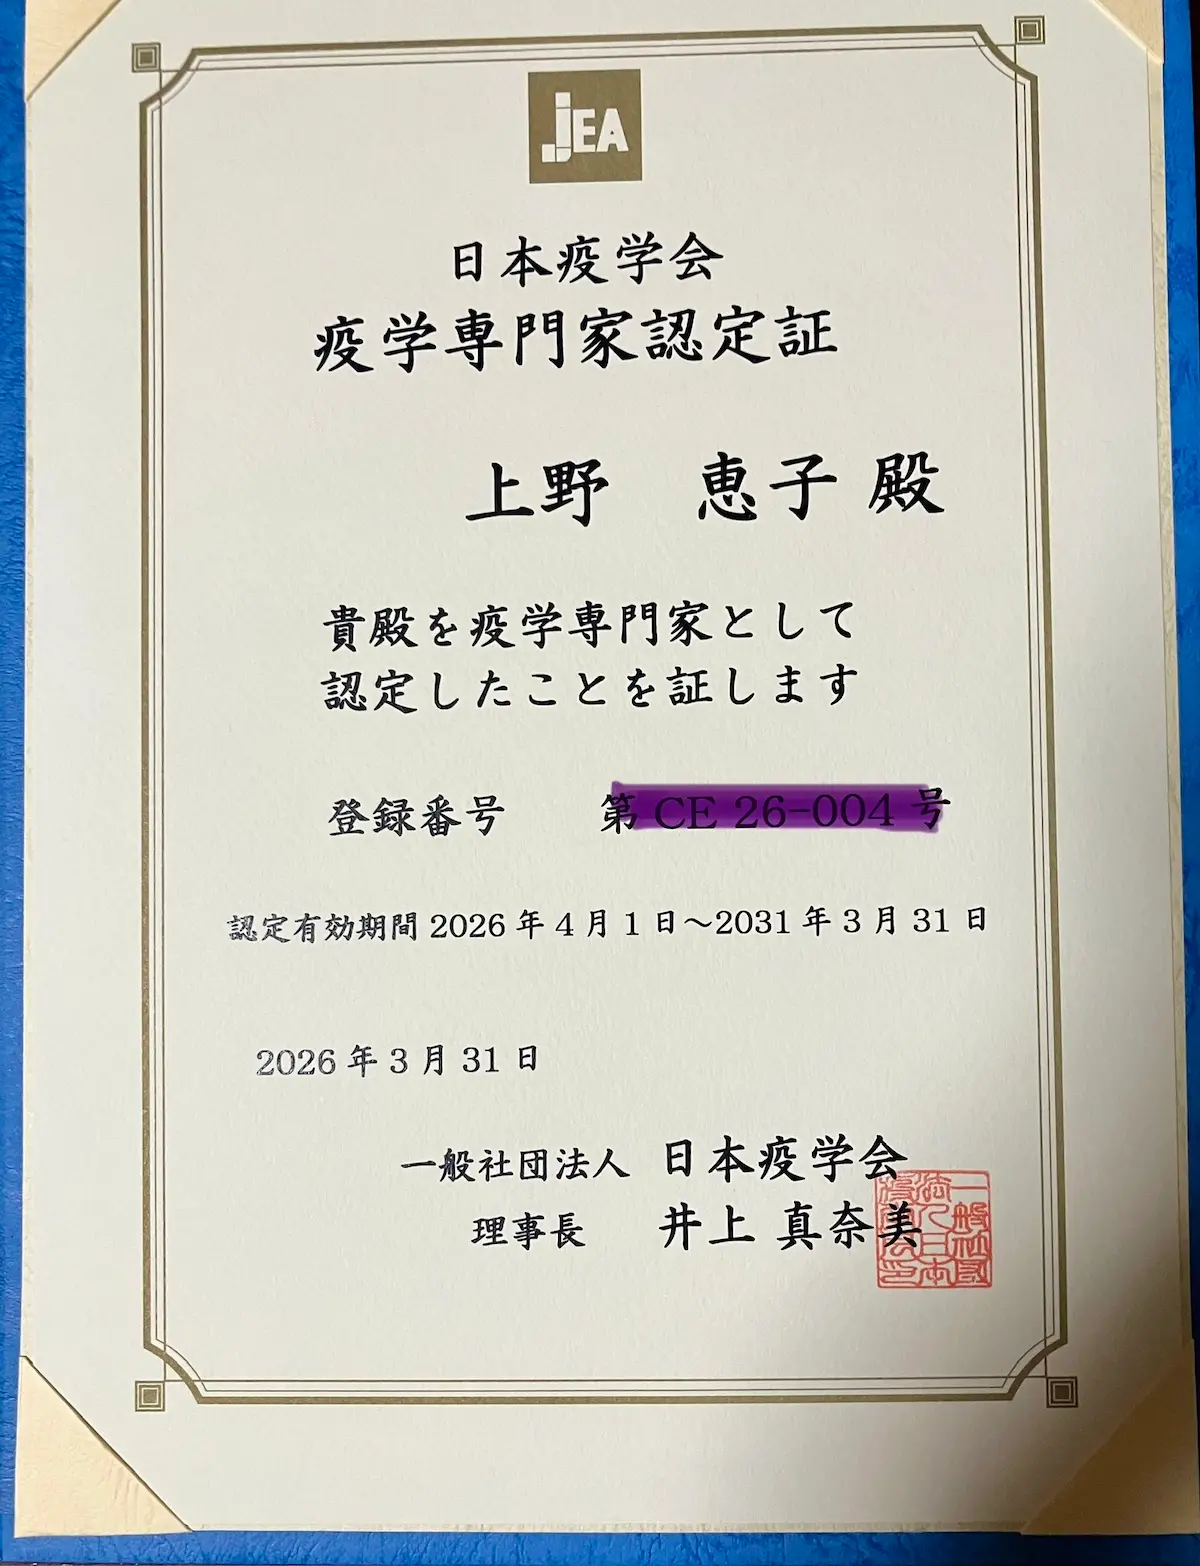 JEA
日本疫学会
疫学専門家認定証
上野　恵子 殿
貴殿を疫学専門家として
認定したことを証します
登録番号　第 CE 26-004 号
認定有効期間 2026 年 4 月 1 日～2031 年 3 月 31 日
2026 年 3 月 31 日
一般社団法人 日本疫学会
理事長　井上 真奈美